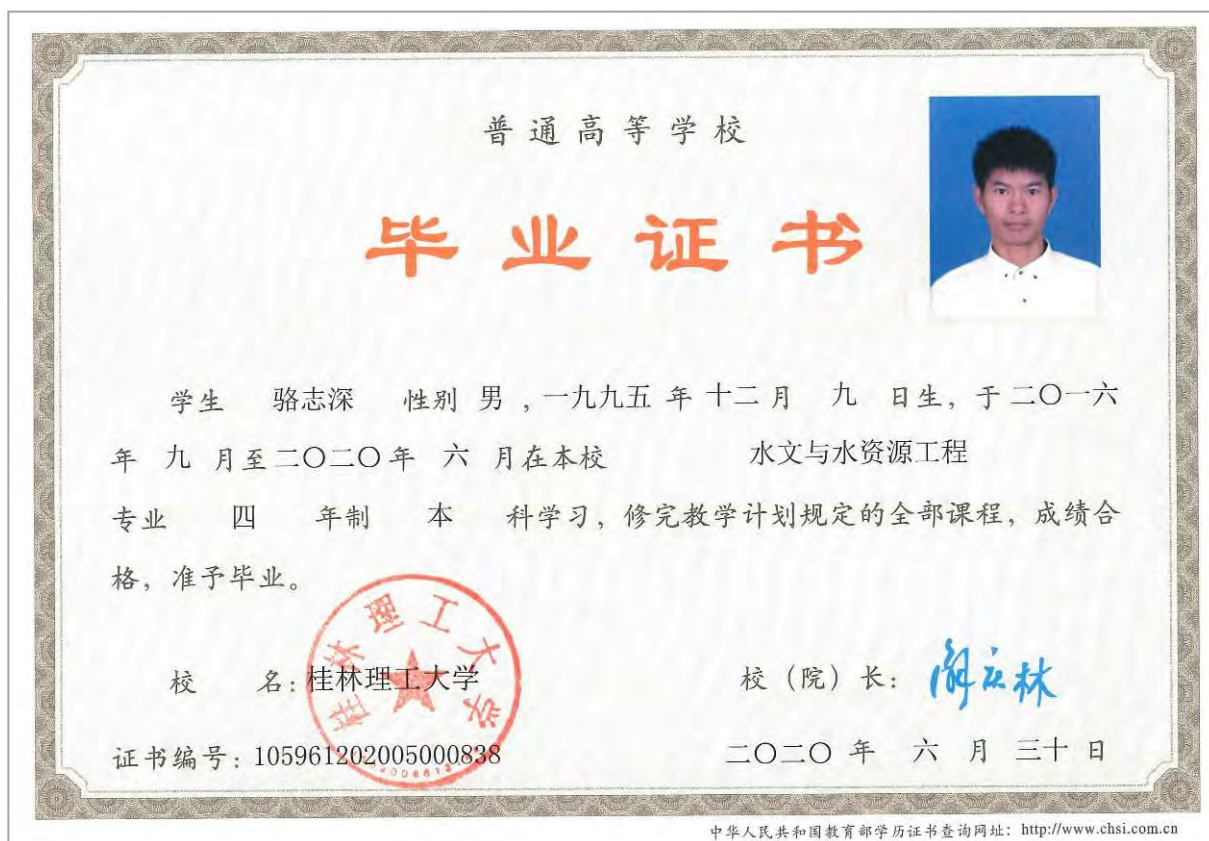 普通高等学校
毕业证书
学生 骆志深 性别 男 ，一九九五 年 十二 月 九 日生，于 二〇一六
年 九 月至 二〇二〇 年 六 月在本校 水文与水资源工程
专业 四 年制 本 科学习，修完教学计划规定的全部课程，成绩合
格，准予毕业。
桂林理工大学
校 名：桂林理工大学 校（院）长：
证书编号：105961202005000838 二〇二〇 年 六 月 三十 日
中华人民共和国教育部学历证书查询网址：http://www.chsi.com.cn